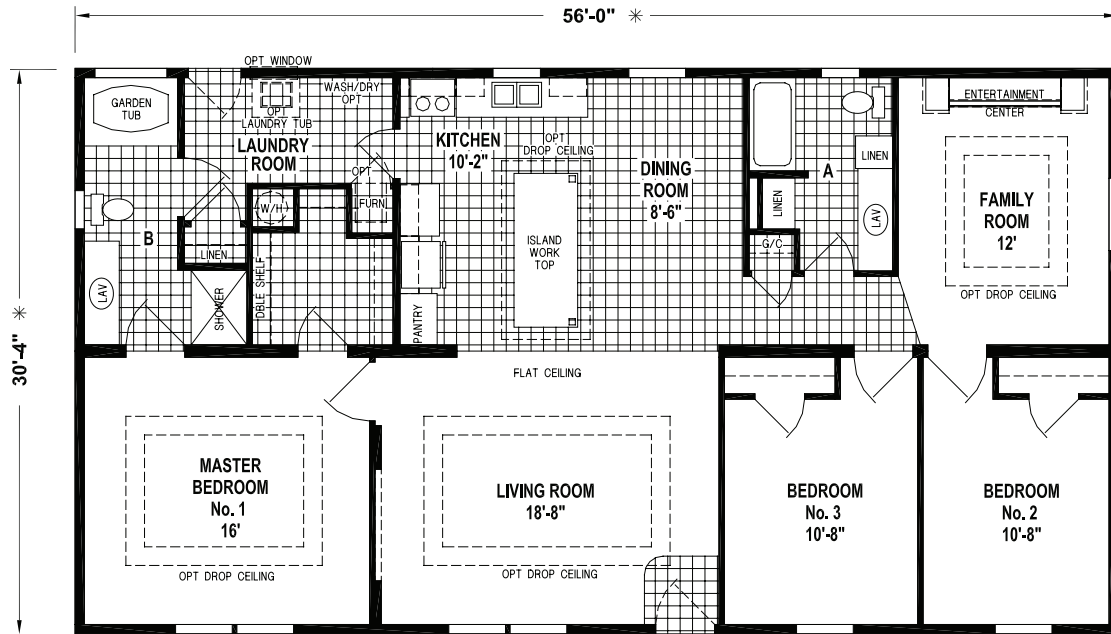 56'-0" ✳
30'-4" ✳
OPT WINDOW
GARDEN
TUB
OPT
LAUNDRY TUB
WASH/DRY
OPT
LAUNDRY
ROOM
KITCHEN
10'-2"
OPT
DROP CEILING
DINING
ROOM
8'-6"
LINEN
A
LINEN
LAV
G/C
ENTERTAINMENT
CENTER
FAMILY
ROOM
12'
OPT DROP CEILING
B
LAV
LINEN
SHOWER
W/H
OPT
FURN
DBLE SHELF
PANTRY
ISLAND
WORK
TOP
FLAT CEILING
MASTER
BEDROOM
No. 1
16'
OPT DROP CEILING
LIVING ROOM
18'-8"
OPT DROP CEILING
BEDROOM
No. 3
10'-8"
BEDROOM
No. 2
10'-8"